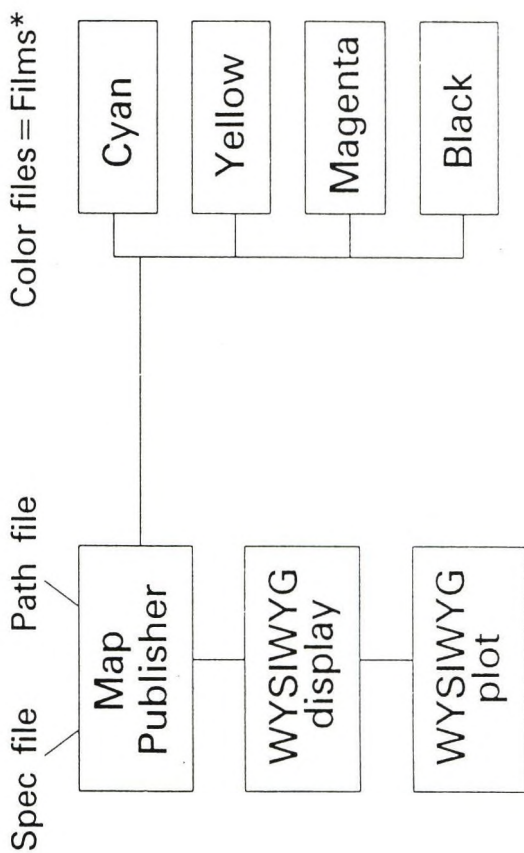 Spec file
Path file
Color files = Films*
Map
Publisher
WYSIWYG
display
WYSIWYG
plot
Cyan
Yellow
Magenta
Black